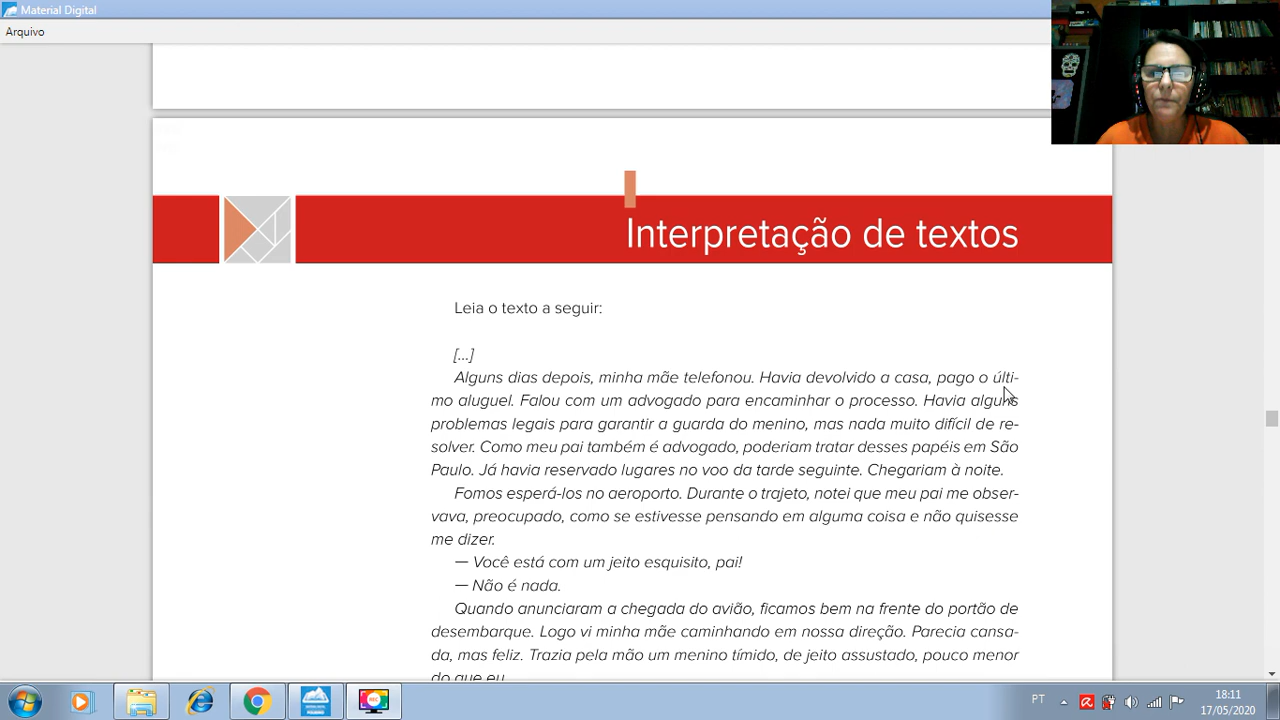 Material Digital
Arquivo
Interpretação de textos
Leia o texto a seguir:
[...]
Alguns dias depois, minha mãe telefonou. Havia devolvido a casa, pago o últi-
mo aluguel. Falou com um advogado para encaminhar o processo. Havia alguns
problemas legais para garantir a guarda do menino, mas nada muito difícil de re-
solver. Como meu pai também é advogado, poderiam tratar desses papéis em São
Paulo. Já havia reservado lugares no voo da tarde seguinte. Chegariam à noite.
Fomos esperá-los no aeroporto. Durante o trajeto, notei que meu pai me obser-
vava, preocupado, como se estivesse pensando em alguma coisa e não quisesse
me dizer.
— Você está com um jeito esquisito, pai!
— Não é nada.
Quando anunciaram a chegada do avião, ficamos bem na frente do portão de
desembarque. Logo vi minha mãe caminhando em nossa direção. Parecia cansa-
da, mas feliz. Trazia pela mão um menino tímido, de jeito assustado, pouco menor
do que eu.
PT
18:11
17/05/2020